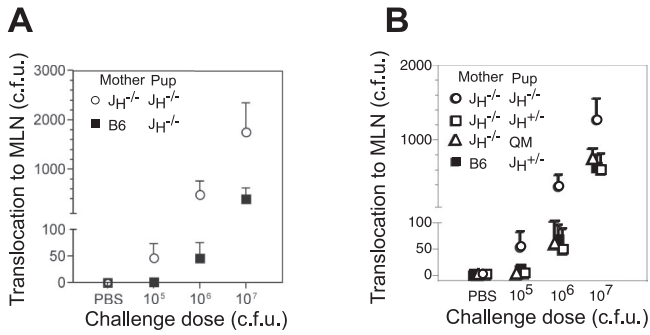 A
Translocation to MLN (c.f.u.)
3000
2000
1000
100
50
0
Mother Pup
JH-/- JH-/-
B6 JH-/-
PBS 10^5 10^6 10^7
Challenge dose (c.f.u.)
B
Translocation to MLN (c.f.u.)
2000
1000
100
50
0
Mother Pup
JH-/- JH-/-
JH-/- JH+/-
JH-/- QM
B6 JH+/-
PBS 10^5 10^6 10^7
Challenge dose (c.f.u.)